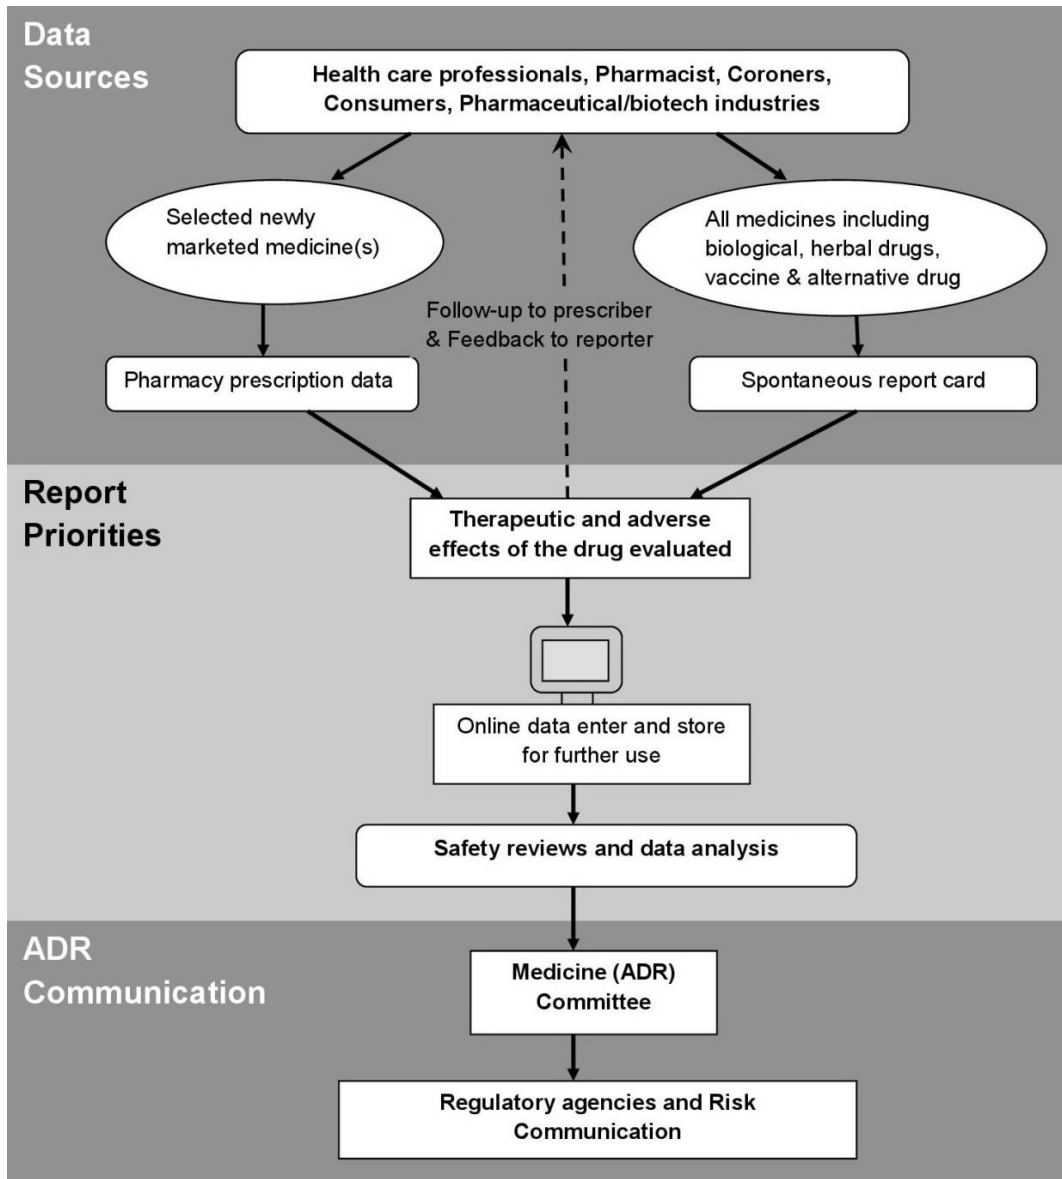 Data
Sources
Health care professionals, Pharmacist, Coroners,
Consumers, Pharmaceutical/biotech industries
Selected newly
marketed medicine(s)
All medicines including
biological, herbal drugs,
vaccine & alternative drug
Follow-up to prescriber
& Feedback to reporter
Pharmacy prescription data
Spontaneous report card
Report
Priorities
Therapeutic and adverse
effects of the drug evaluated
Online data enter and store
for further use
Safety reviews and data analysis
ADR
Communication
Medicine (ADR)
Committee
Regulatory agencies and Risk
Communication